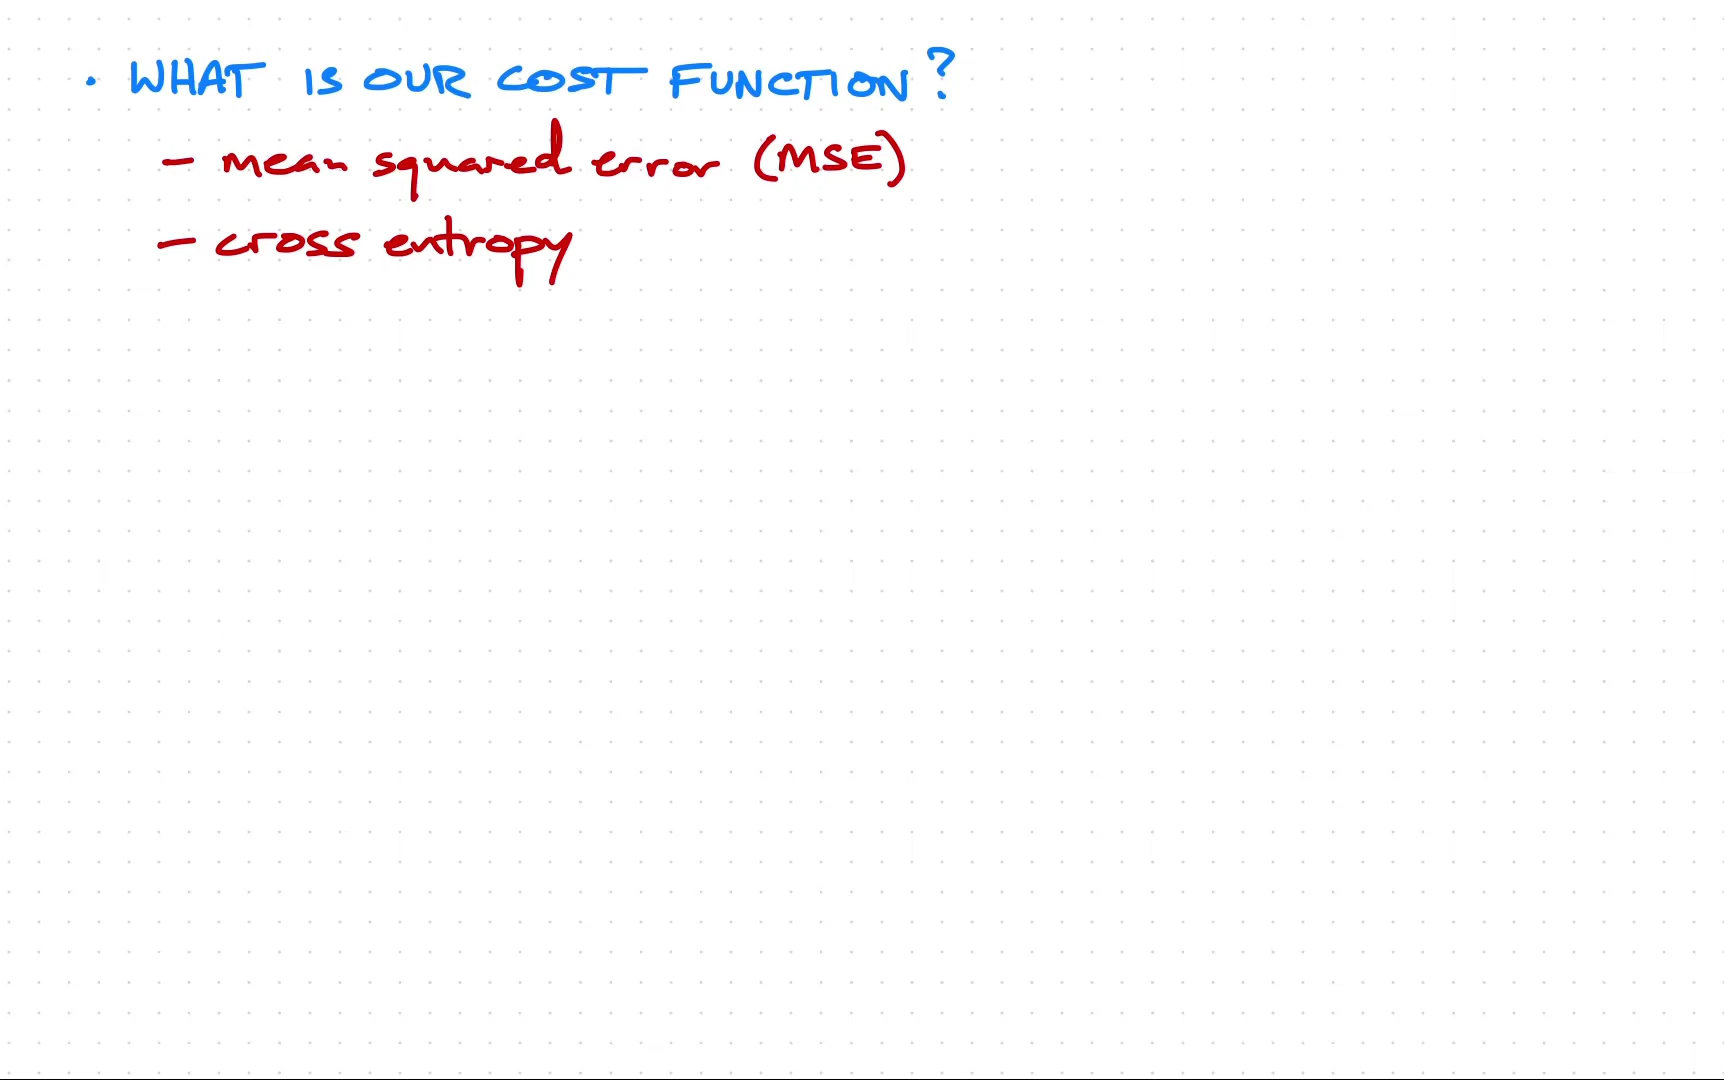 · WHAT IS OUR COST FUNCTION?
- mean squared error (MSE)
- cross entropy